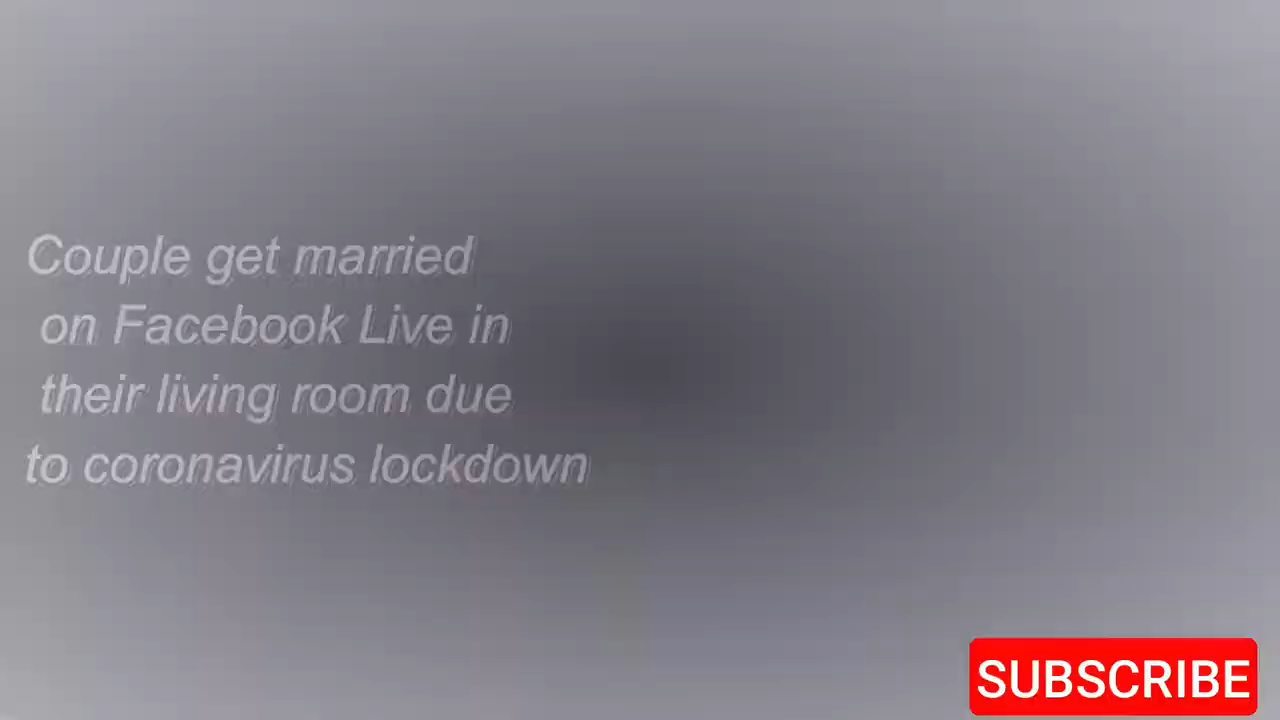 Couple get married
on Facebook Live in
their living room due
to coronavirus lockdown
SUBSCRIBE